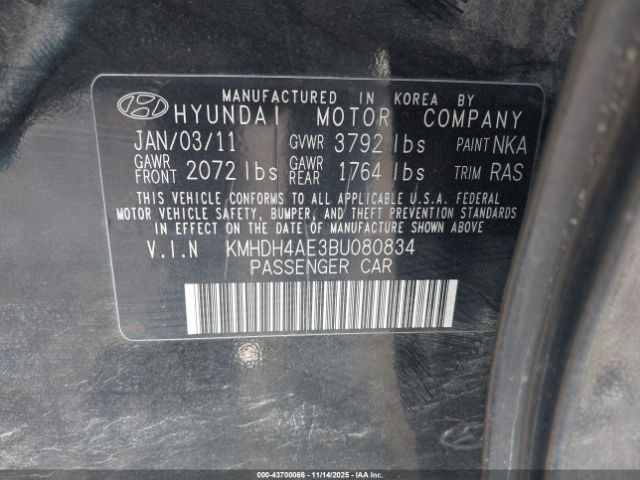 MANUFACTURED IN KOREA BY
HYUNDAI MOTOR COMPANY
JAN/03/11 GVWR 3792 lbs PAINT NKA
GAWR FRONT 2072 lbs GAWR REAR 1764 lbs TRIM RAS
THIS VEHICLE CONFORMS TO ALL APPLICABLE U.S.A. FEDERAL
MOTOR VEHICLE SAFETY, BUMPER, AND THEFT PREVENTION STANDARDS
IN EFFECT ON THE DATE OF MANUFACTURE SHOWN ABOVE.
V.I.N KMHDH4AE3BU080834
PASSENGER CAR
000-43700066 - 11/14/2025 - IAA, Inc.